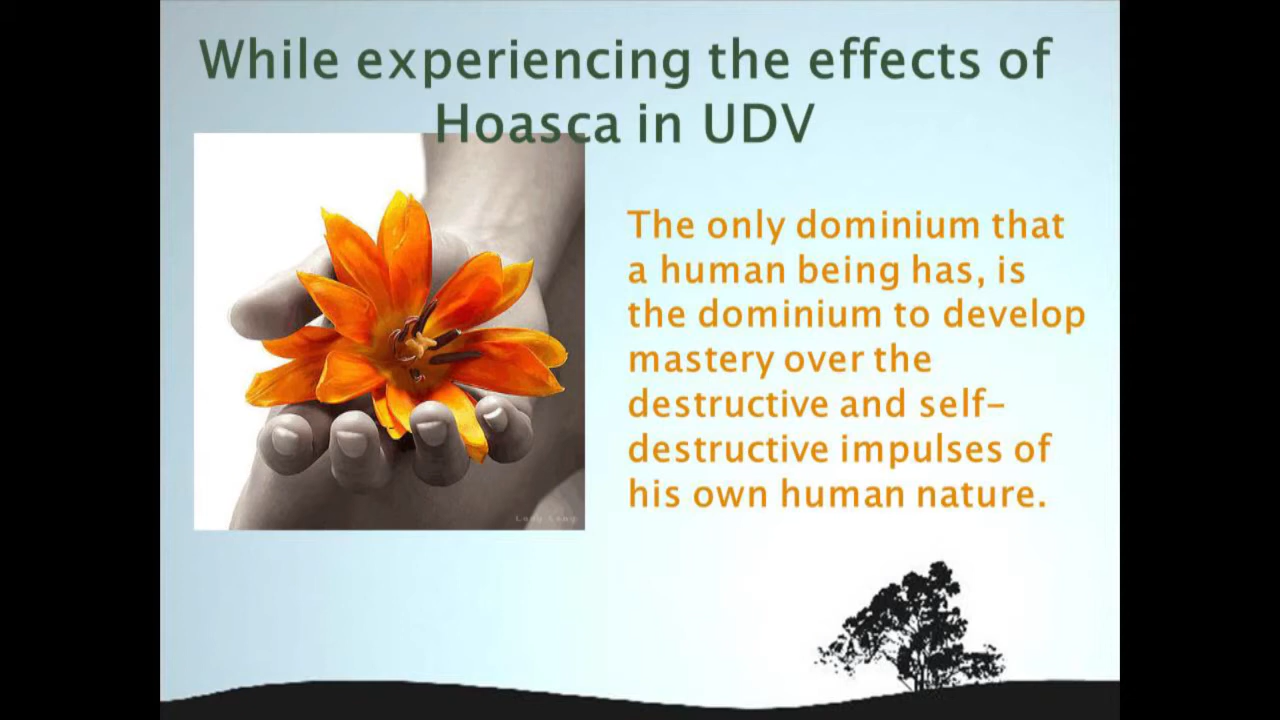 While experiencing the effects of
Hoasca in UDV
The only dominium that
a human being has, is
the dominium to develop
mastery over the
destructive and self-
destructive impulses of
his own human nature.